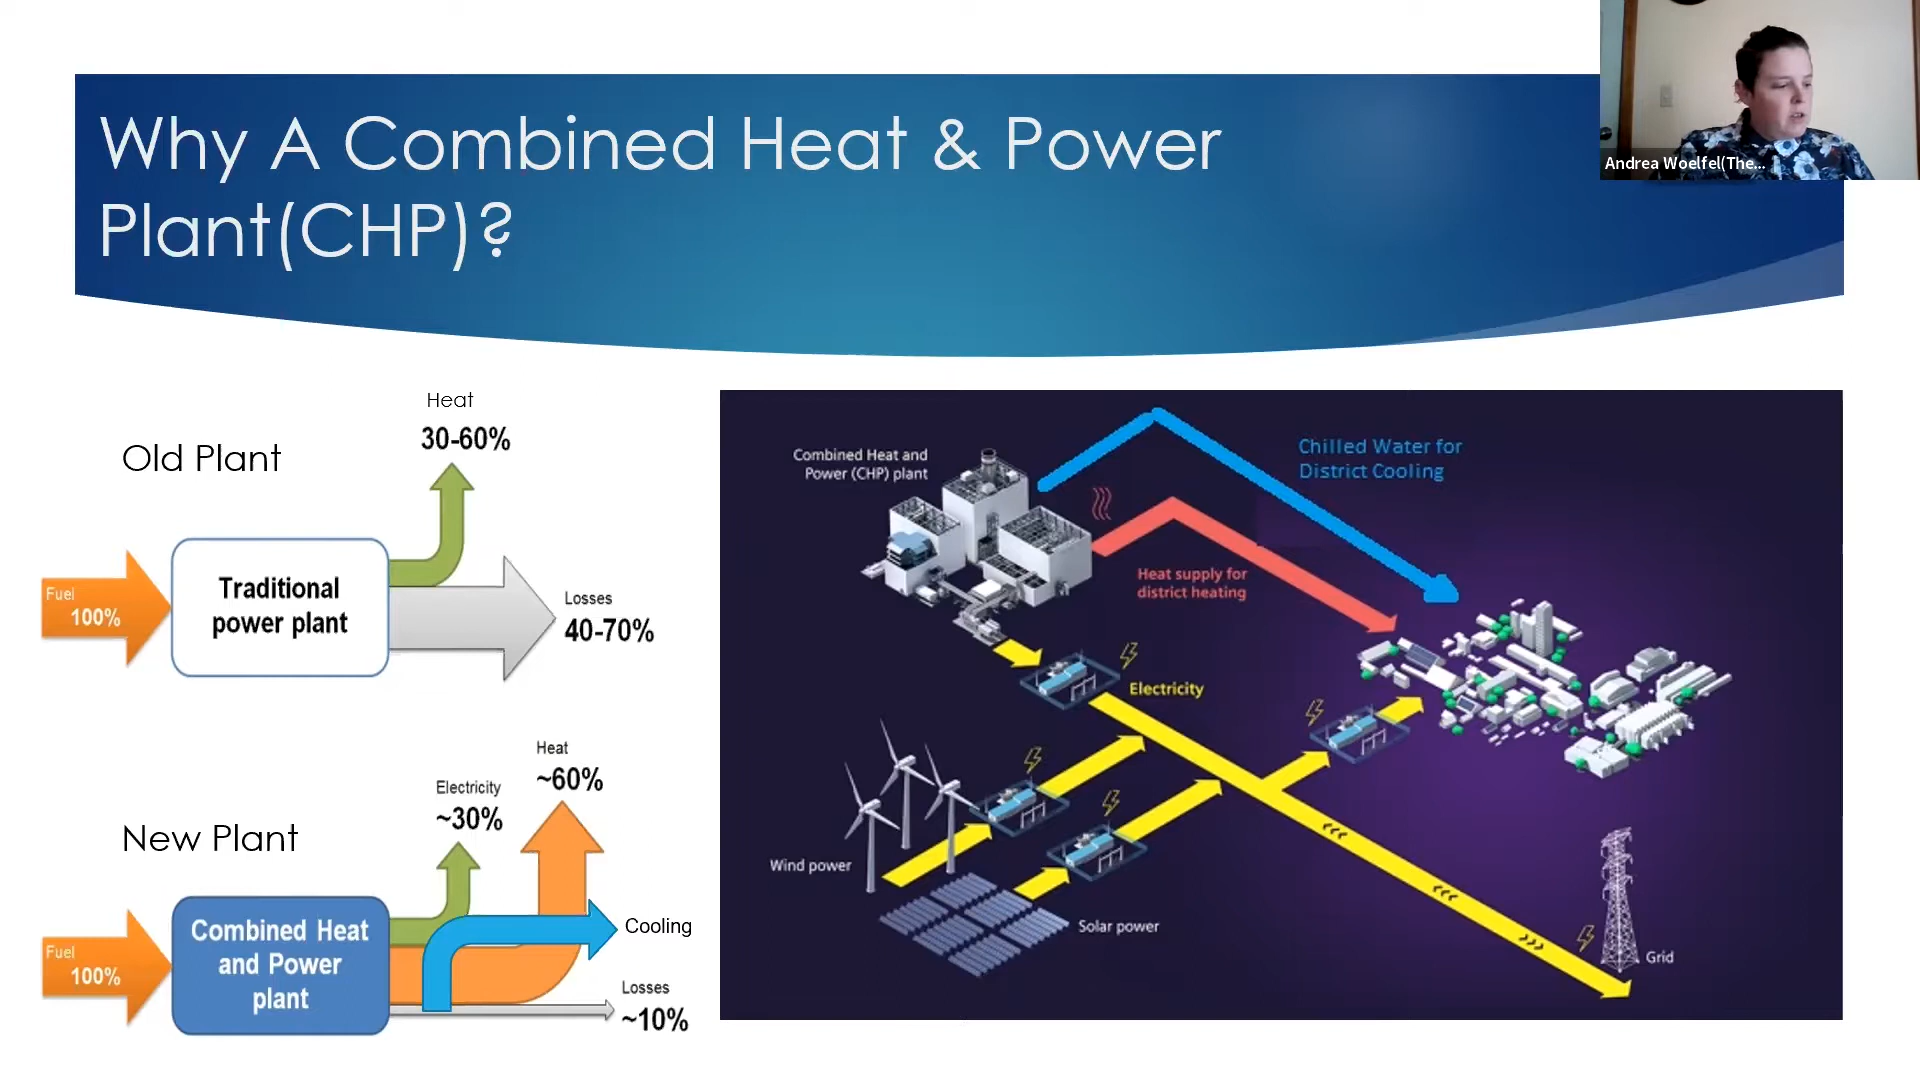 Why A Combined Heat & Power
Plant(CHP)?
Andrea Woelfel(The...
Old Plant
Heat
30-60%
Fuel
100%
Traditional
power plant
Losses
40-70%
New Plant
Electricity
~30%
Heat
~60%
Fuel
100%
Combined Heat
and Power
plant
Cooling
Losses
~10%
Combined Heat and
Power (CHP) plant
Chilled Water for
District Cooling
Heat supply for
district heating
Electricity
Wind power
Solar power
Grid